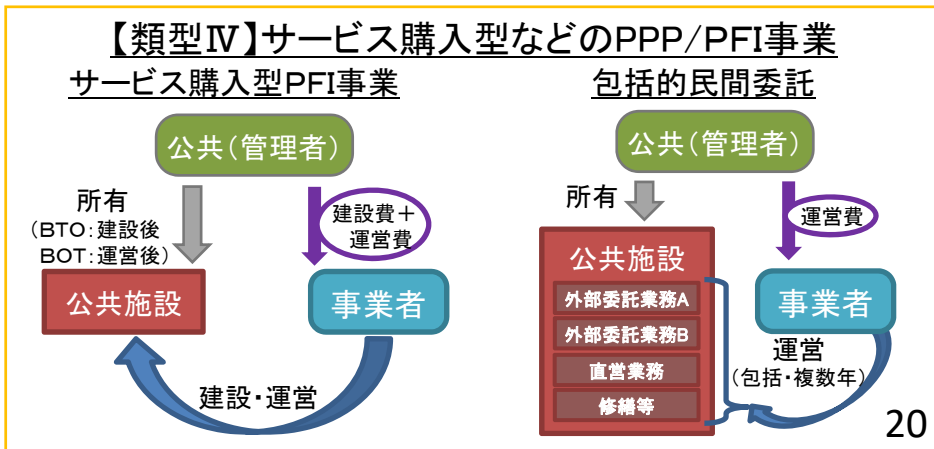 【類型Ⅳ】サービス購入型などのPPP/PFI事業
サービス購入型PFI事業
公共(管理者)
所有
(BTO:建設後
BOT:運営後)
建設費+
運営費
公共施設
事業者
建設・運営
包括的民間委託
公共(管理者)
所有
運営費
公共施設
外部委託業務A
外部委託業務B
直営業務
修繕等
事業者
運営
(包括・複数年)
20